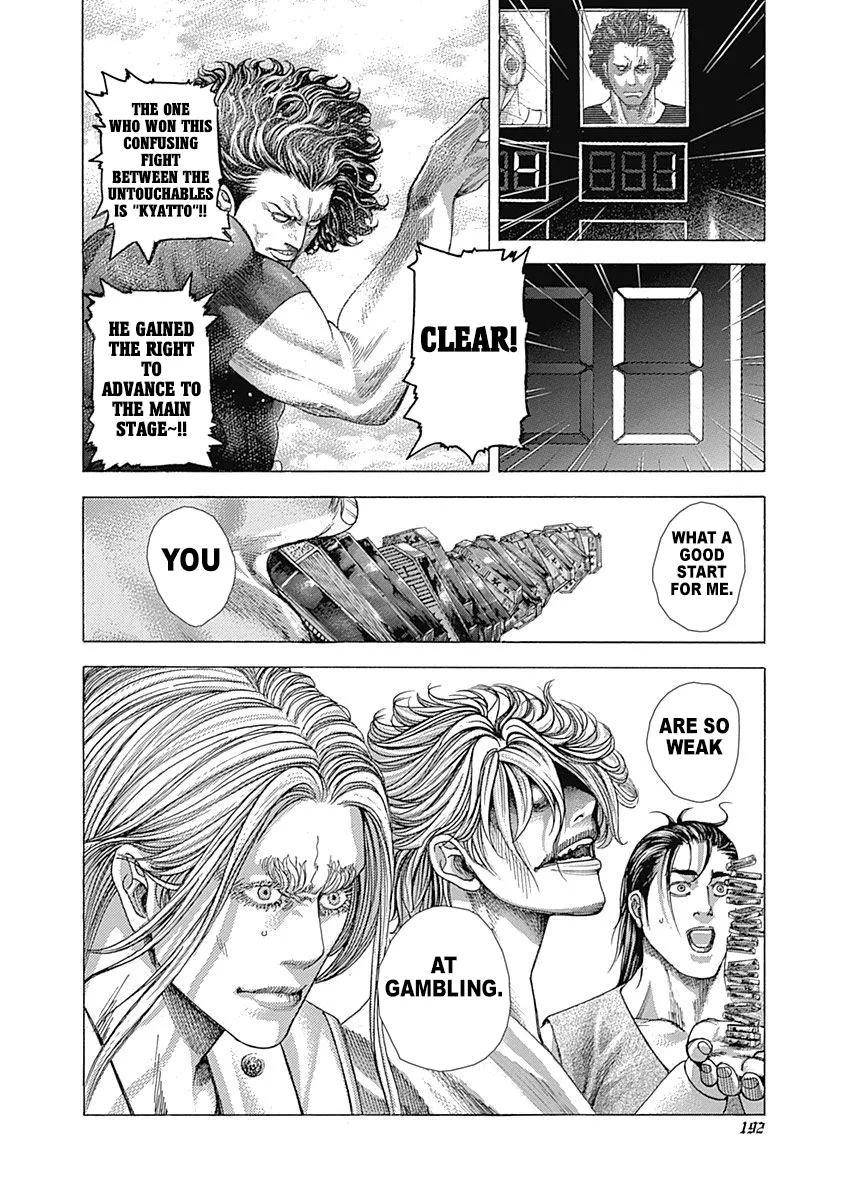 CLEAR!
THE ONE
WHO WON THIS
CONFUSING
FIGHT
BETWEEN THE
UNTOUCHABLES
IS "KYATTO"!!
HE GAINED
THE RIGHT
TO
ADVANCE TO
THE MAIN
STAGE~!!
WHAT A
GOOD
START
FOR ME.
YOU
ARE SO
WEAK
AT
GAMBLING.
192